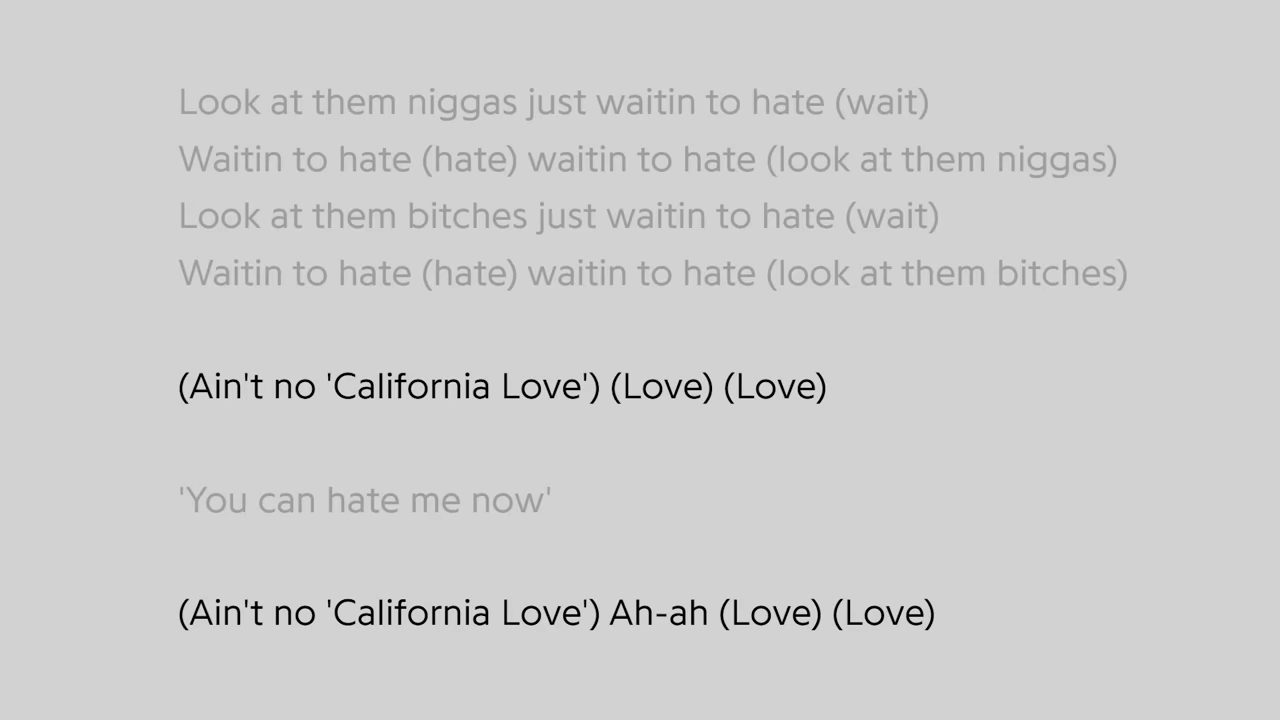 Look at them niggas just waitin to hate (wait)
Waitin to hate (hate) waitin to hate (look at them niggas)
Look at them bitches just waitin to hate (wait)
Waitin to hate (hate) waitin to hate (look at them bitches)
(Ain't no 'California Love') (Love) (Love)
'You can hate me now'
(Ain't no 'California Love') Ah-ah (Love) (Love)